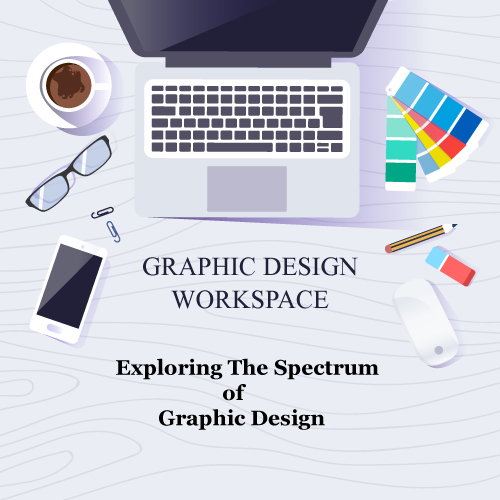 GRAPHIC DESIGN
WORKSPACE
Exploring The Spectrum
of
Graphic Design